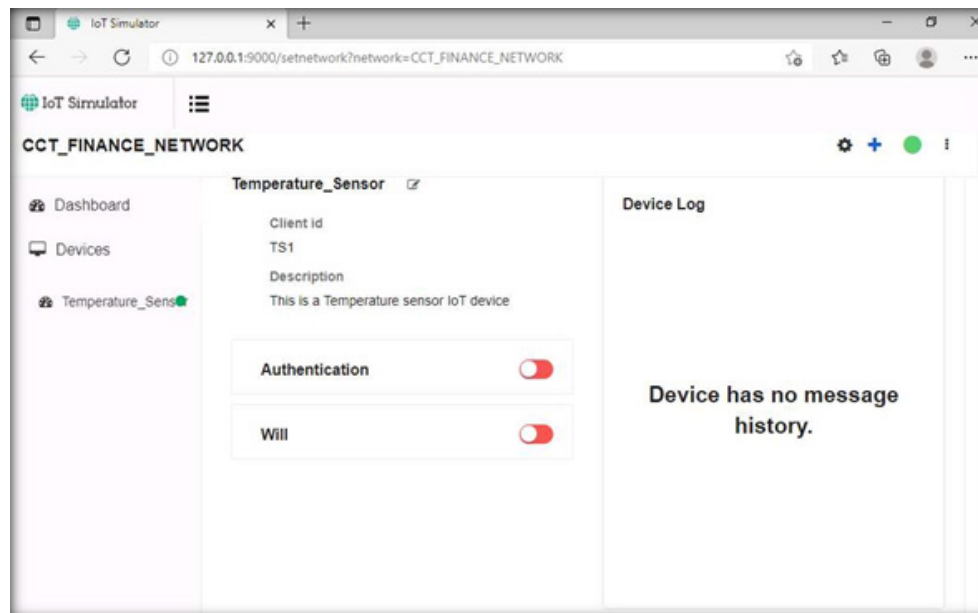 IoT Simulator
127.0.0.1:9000/setnetwork?network=CCT_FINANCE_NETWORK
IoT Simulator
CCT_FINANCE_NETWORK
Dashboard
Devices
Temperature_Sens
Temperature_Sensor
Client id
TS1
Description
This is a Temperature sensor IoT device
Authentication
Will
Device Log
Device has no message
history.